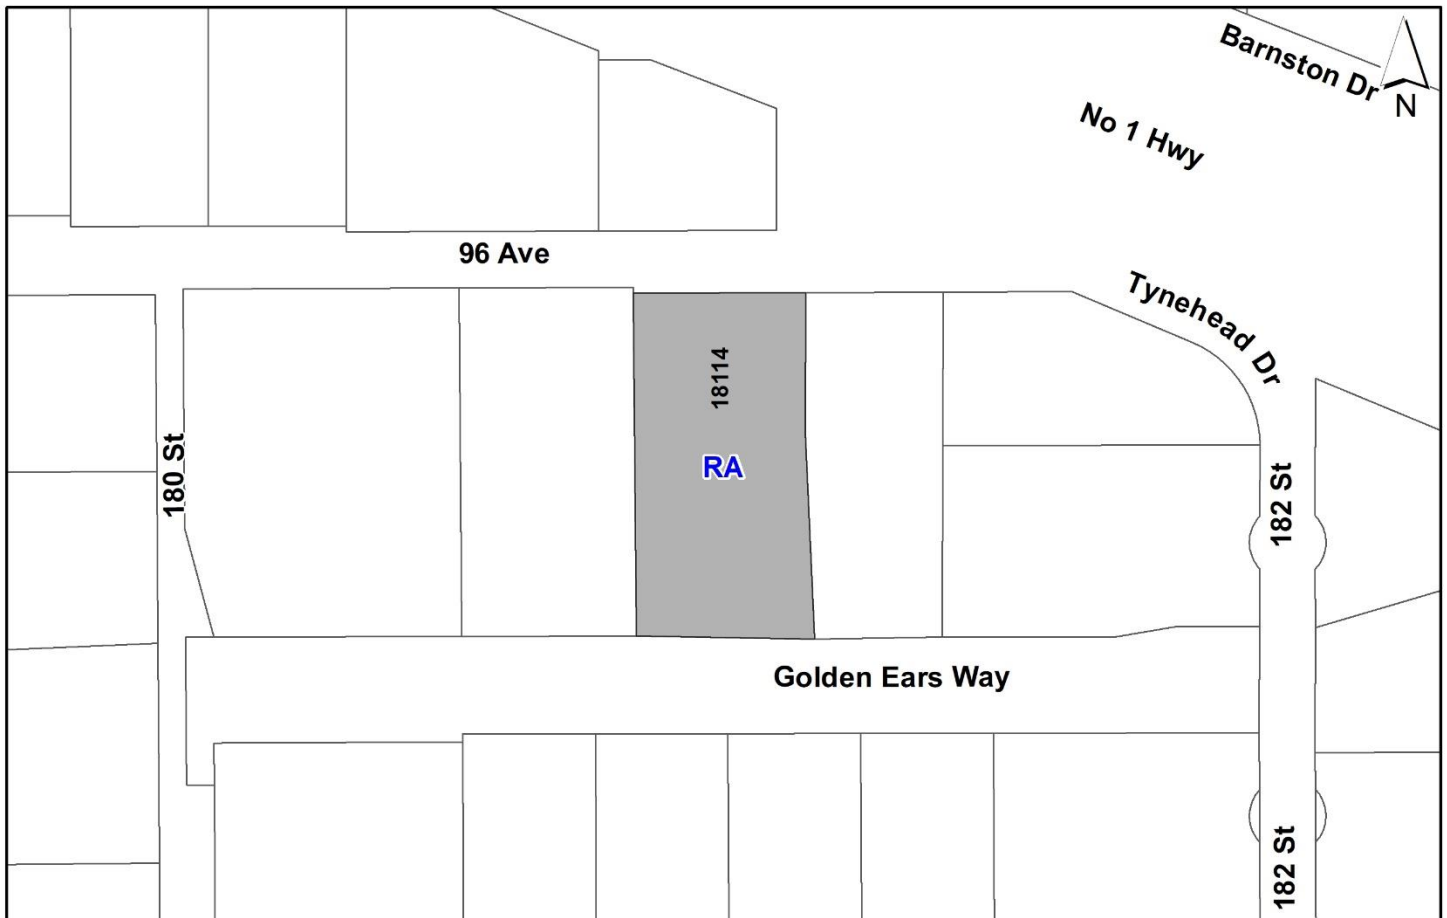 Barnston Dr
N
No 1 Hwy
96 Ave
Tynehead Dr
18114
RA
180 St
182 St
Golden Ears Way
182 St